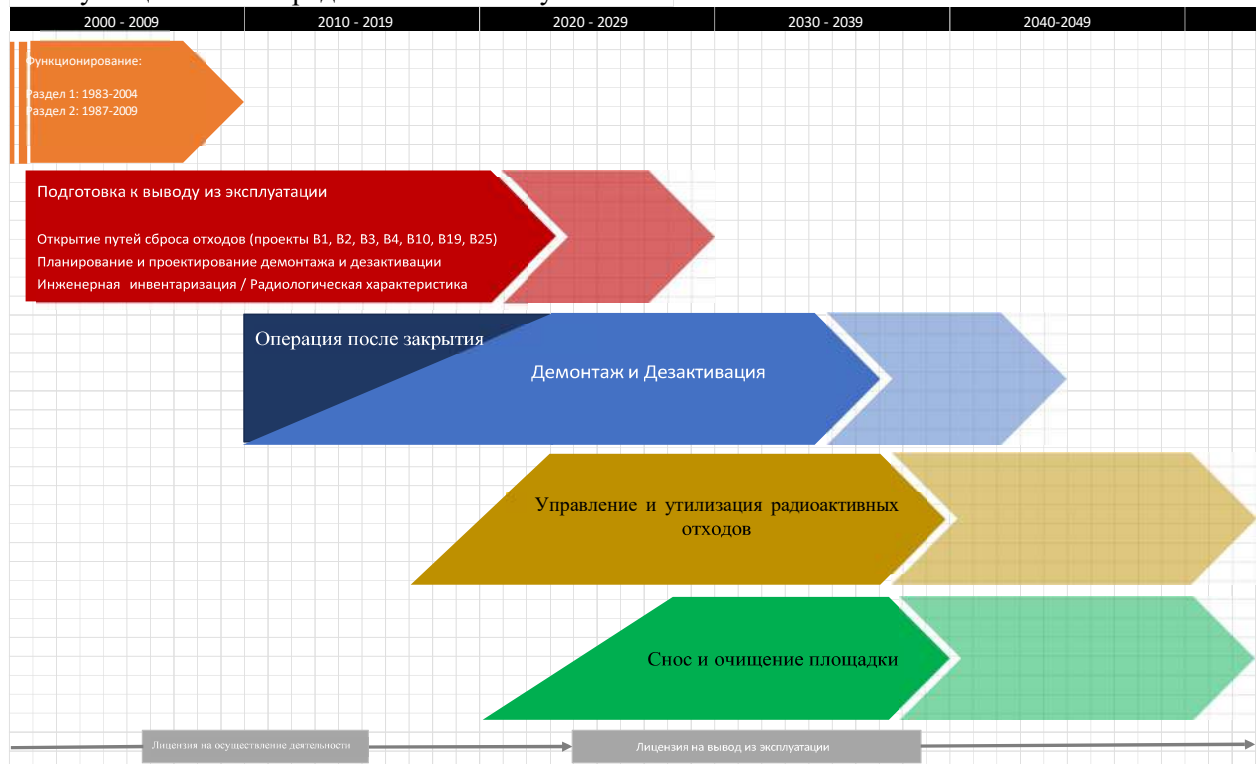 2000 - 2009
2010 - 2019
2020 - 2029
2030 - 2039
2040-2049
Функционирование:
Раздел 1: 1983-2004
Раздел 2: 1987-2009
Подготовка к выводу из эксплуатации
Открытие путей сброса отходов (проекты B1, B2, B3, B4, B10, B19, B25)
Планирование и проектирование демонтажа и дезактивации
Инженерная инвентаризация / Радиологическая характеристика
Операция после закрытия
Демонтаж и Дезактивация
Управление и утилизация радиоактивных
отходов
Снос и очищение площадки
Лицензия на осуществление деятельности
Лицензия на вывод из эксплуатации